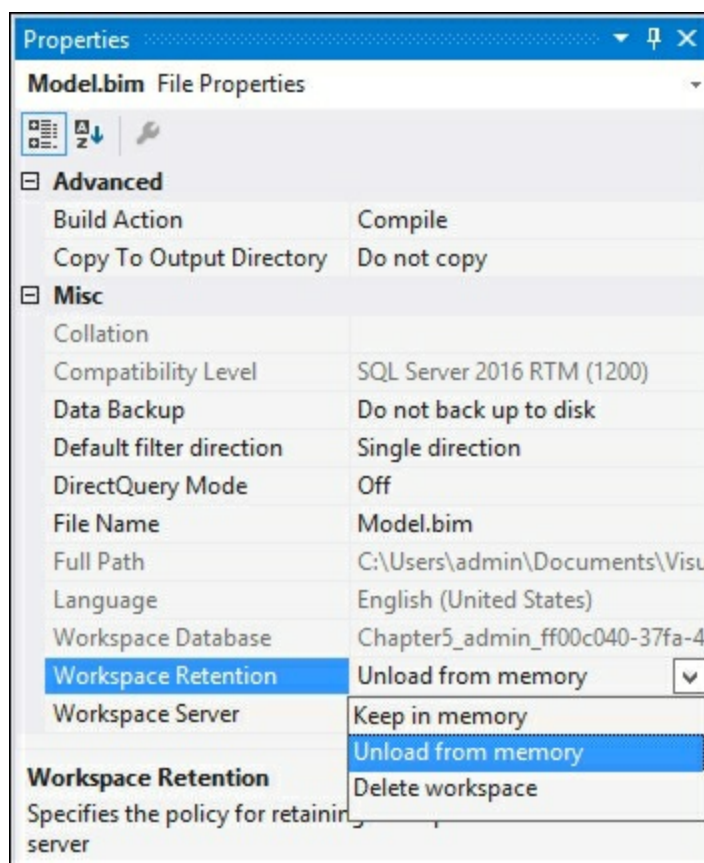 Properties
Model.bim File Properties
Advanced
Build Action Compile
Copy To Output Directory Do not copy
Misc
Collation
Compatibility Level SQL Server 2016 RTM (1200)
Data Backup Do not back up to disk
Default filter direction Single direction
DirectQuery Mode Off
File Name Model.bim
Full Path C:\Users\admin\Documents\Visu
Language English (United States)
Workspace Database Chapter5_admin_ff00c040-37fa-4
Workspace Retention Unload from memory
Workspace Server Keep in memory
Unload from memory
Delete workspace
Workspace Retention
Specifies the policy for retaining
server